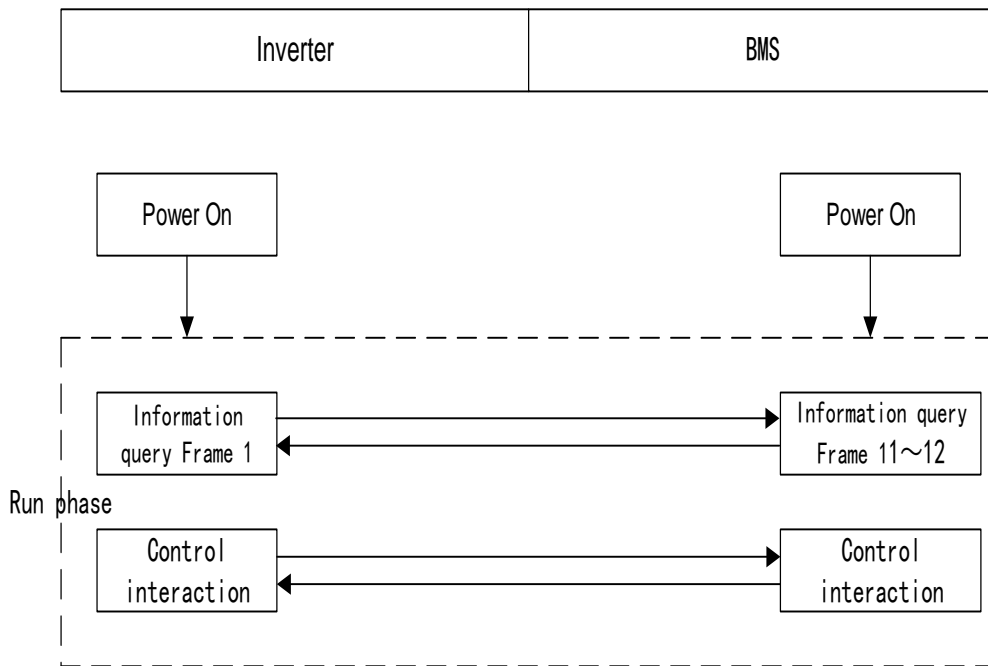 Inverter
BMS
Power On
Power On
Information
query Frame 1
Information query
Frame 11～12
Run phase
Control
interaction
Control
interaction